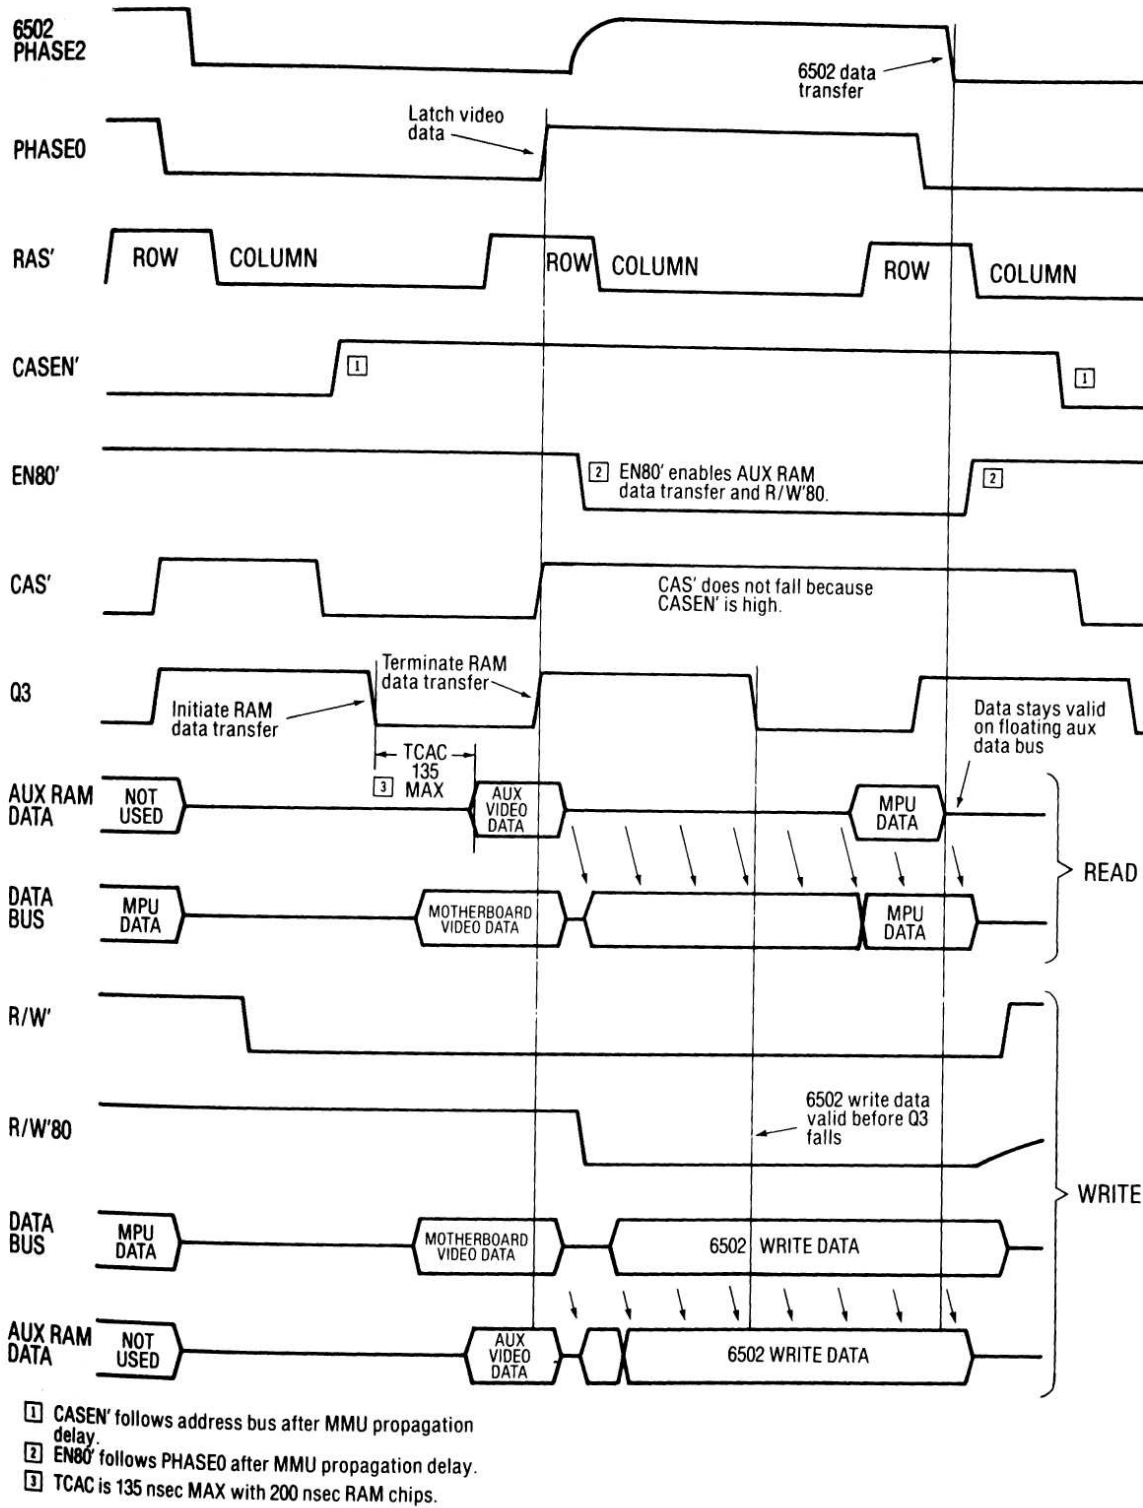 6502
PHASE2
6502 data
transfer
Latch video
data
PHASE0
RAS'
ROW
COLUMN
ROW
COLUMN
ROW
COLUMN
CASEN'
1
1
EN80'
2 EN80' enables AUX RAM
data transfer and R/W'80.
2
CAS'
CAS' does not fall because
CASEN' is high.
Q3
Initiate RAM
data transfer
Terminate RAM
data transfer
Data stays valid
on floating aux
data bus
TCAC
135
MAX
3
AUX RAM
DATA
NOT
USED
AUX
VIDEO
DATA
MPU
DATA
READ
DATA
BUS
MPU
DATA
MOTHERBOARD
VIDEO DATA
MPU
DATA
R/W'
R/W'80
6502 write data
valid before Q3
falls
WRITE
DATA
BUS
MPU
DATA
MOTHERBOARD
VIDEO DATA
6502 WRITE DATA
AUX RAM
DATA
NOT
USED
AUX
VIDEO
DATA
6502 WRITE DATA
1 CASEN' follows address bus after MMU propagation
delay.
2 EN80' follows PHASE0 after MMU propagation delay.
3 TCAC is 135 nsec MAX with 200 nsec RAM chips.